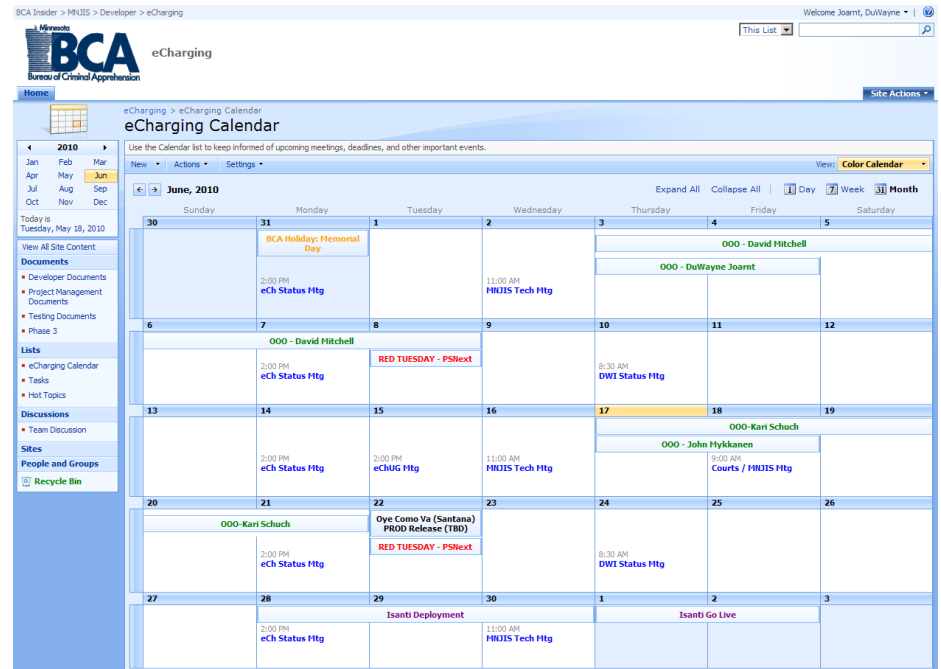 BCA Insider > MNJIS > Developer > eCharging
Welcome Joarnt, DuWayne
Minnesota
BCA
Bureau of Criminal Apprehension
eCharging
This List
Home
Site Actions
eCharging > eCharging Calendar
eCharging Calendar
2010
Jan Feb Mar
Apr May Jun
Jul Aug Sep
Oct Nov Dec
Today is
Tuesday, May 18, 2010
View All Site Content
Documents
Developer Documents
Project Management
Documents
Testing Documents
Phase 3
Lists
eCharging Calendar
Tasks
Hot Topics
Discussions
Team Discussion
Sites
People and Groups
Recycle Bin
Use the Calendar list to keep informed of upcoming meetings, deadlines, and other important events.
New Actions Settings
View: Color Calendar
June, 2010
Expand All Collapse All | 1 Day 7 Week 31 Month
Sunday Monday Tuesday Wednesday Thursday Friday Saturday
30 31 1 2 3 4 5
BCA Holiday: Memorial
Day
OOO - David Mitchell
OOO - DuWayne Joarnt
2:00 PM
eCh Status Mtg
11:00 AM
MNJIS Tech Mtg
6 7 8 9 10 11 12
OOO - David Mitchell
RED TUESDAY - PSNext
2:00 PM
eCh Status Mtg
8:30 AM
DWI Status Mtg
13 14 15 16 17 18 19
OOO-Kari Schuch
OOO - John Mykkanen
2:00 PM
eCh Status Mtg
2:00 PM
eChUG Mtg
11:00 AM
MNJIS Tech Mtg
9:00 AM
Courts / MNJIS Mtg
20 21 22 23 24 25 26
OOO-Kari Schuch
Oye Como Va (Santana)
PROD Release (TBD)
RED TUESDAY - PSNext
2:00 PM
eCh Status Mtg
8:30 AM
DWI Status Mtg
27 28 29 30 1 2 3
Isanti Deployment
Isanti Go Live
2:00 PM
eCh Status Mtg
11:00 AM
MNJIS Tech Mtg